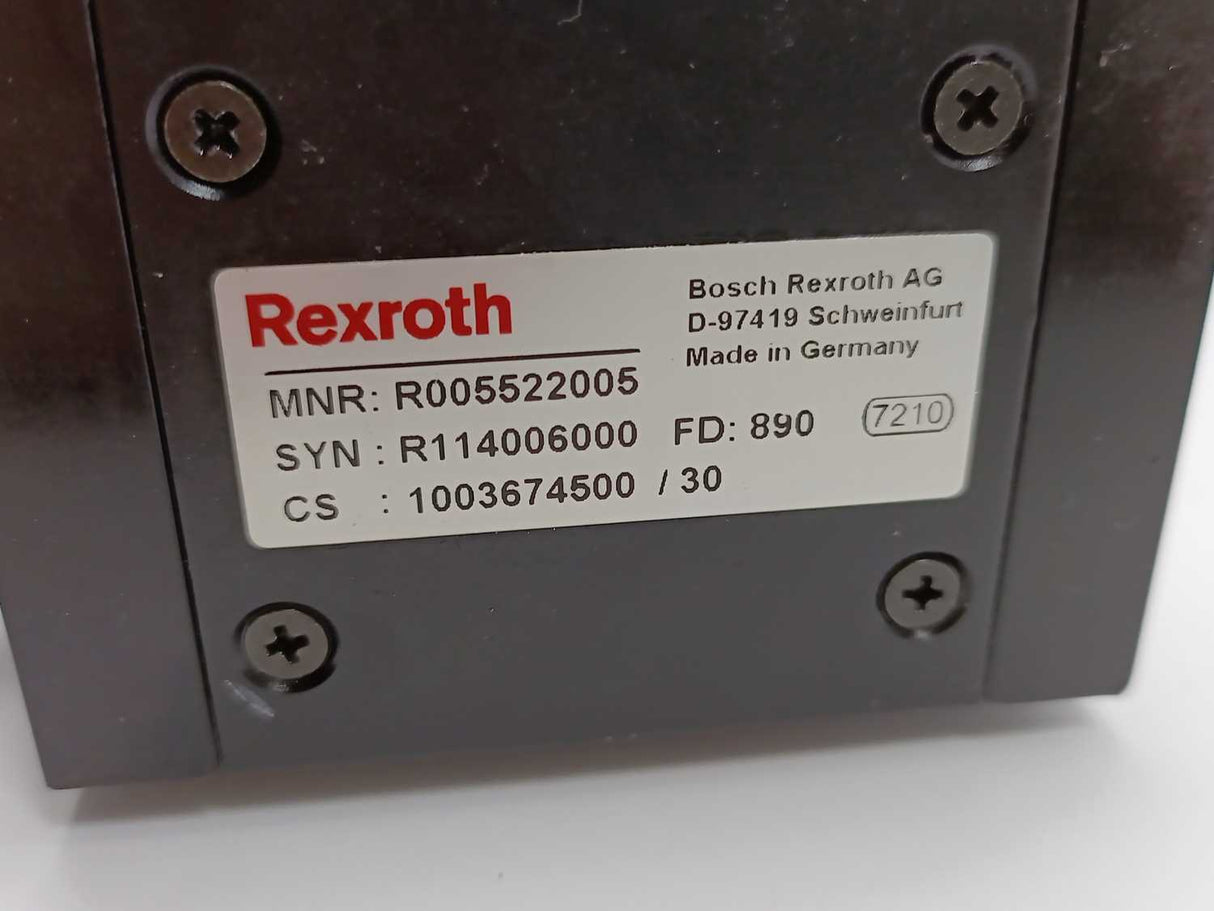 Rexroth
Bosch Rexroth AG
D-97419 Schweinfurt
Made in Germany
MNR: R005522005
SYN : R114006000 FD: 890 7210
CS : 1003674500 / 30